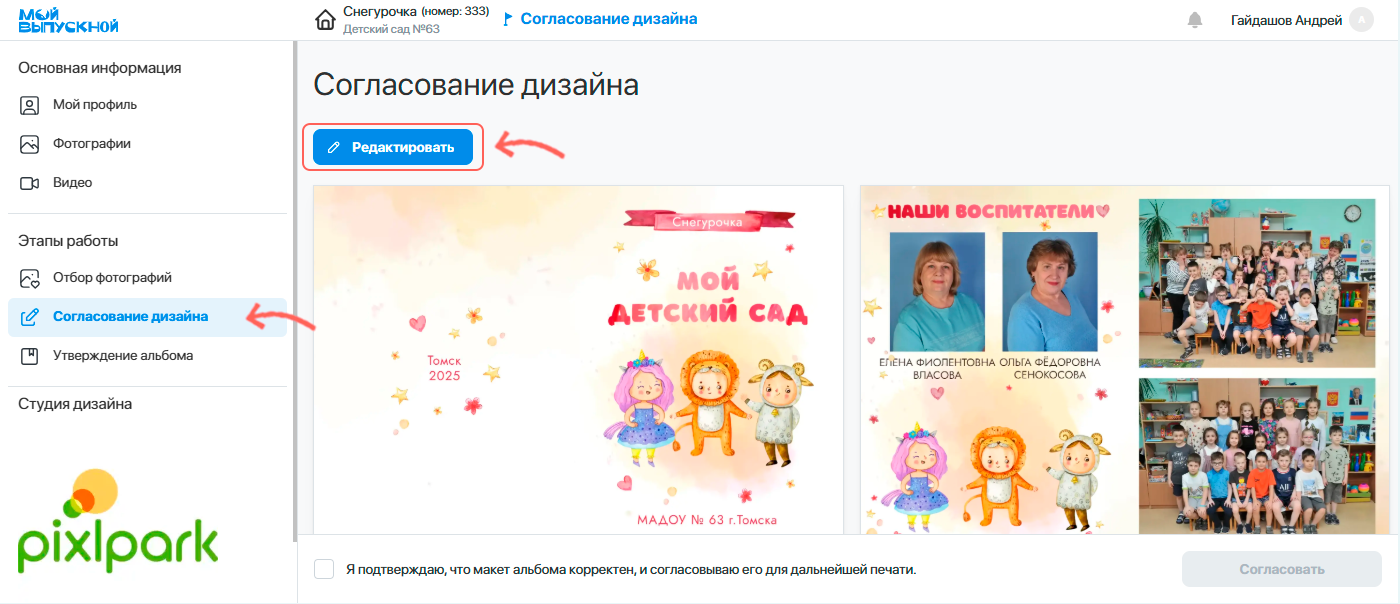 МОЙ
ВЫПУСКНОЙ
Снегурочка (номер: 333)
Детский сад №63
Согласование дизайна
Гайдашов Андрей
А
Основная информация
Мой профиль
Фотографии
Видео
Этапы работы
Отбор фотографий
Согласование дизайна
Утверждение альбома
Студия дизайна
pixlpark
Согласование дизайна
Редактировать
Томск
2025
Снегурочка
МОЙ
ДЕТСКИЙ САД
МАДОУ № 63 г.Томска
НАШИ ВОСПИТАТЕЛИ
ЕЛЕНА ФИОЛЕНТОВНА
ВЛАСОВА
ОЛЬГА ФЁДОРОВНА
СЕНОКОСОВА
Я подтверждаю, что макет альбома корректен, и согласовываю его для дальнейшей печати.
Согласовать